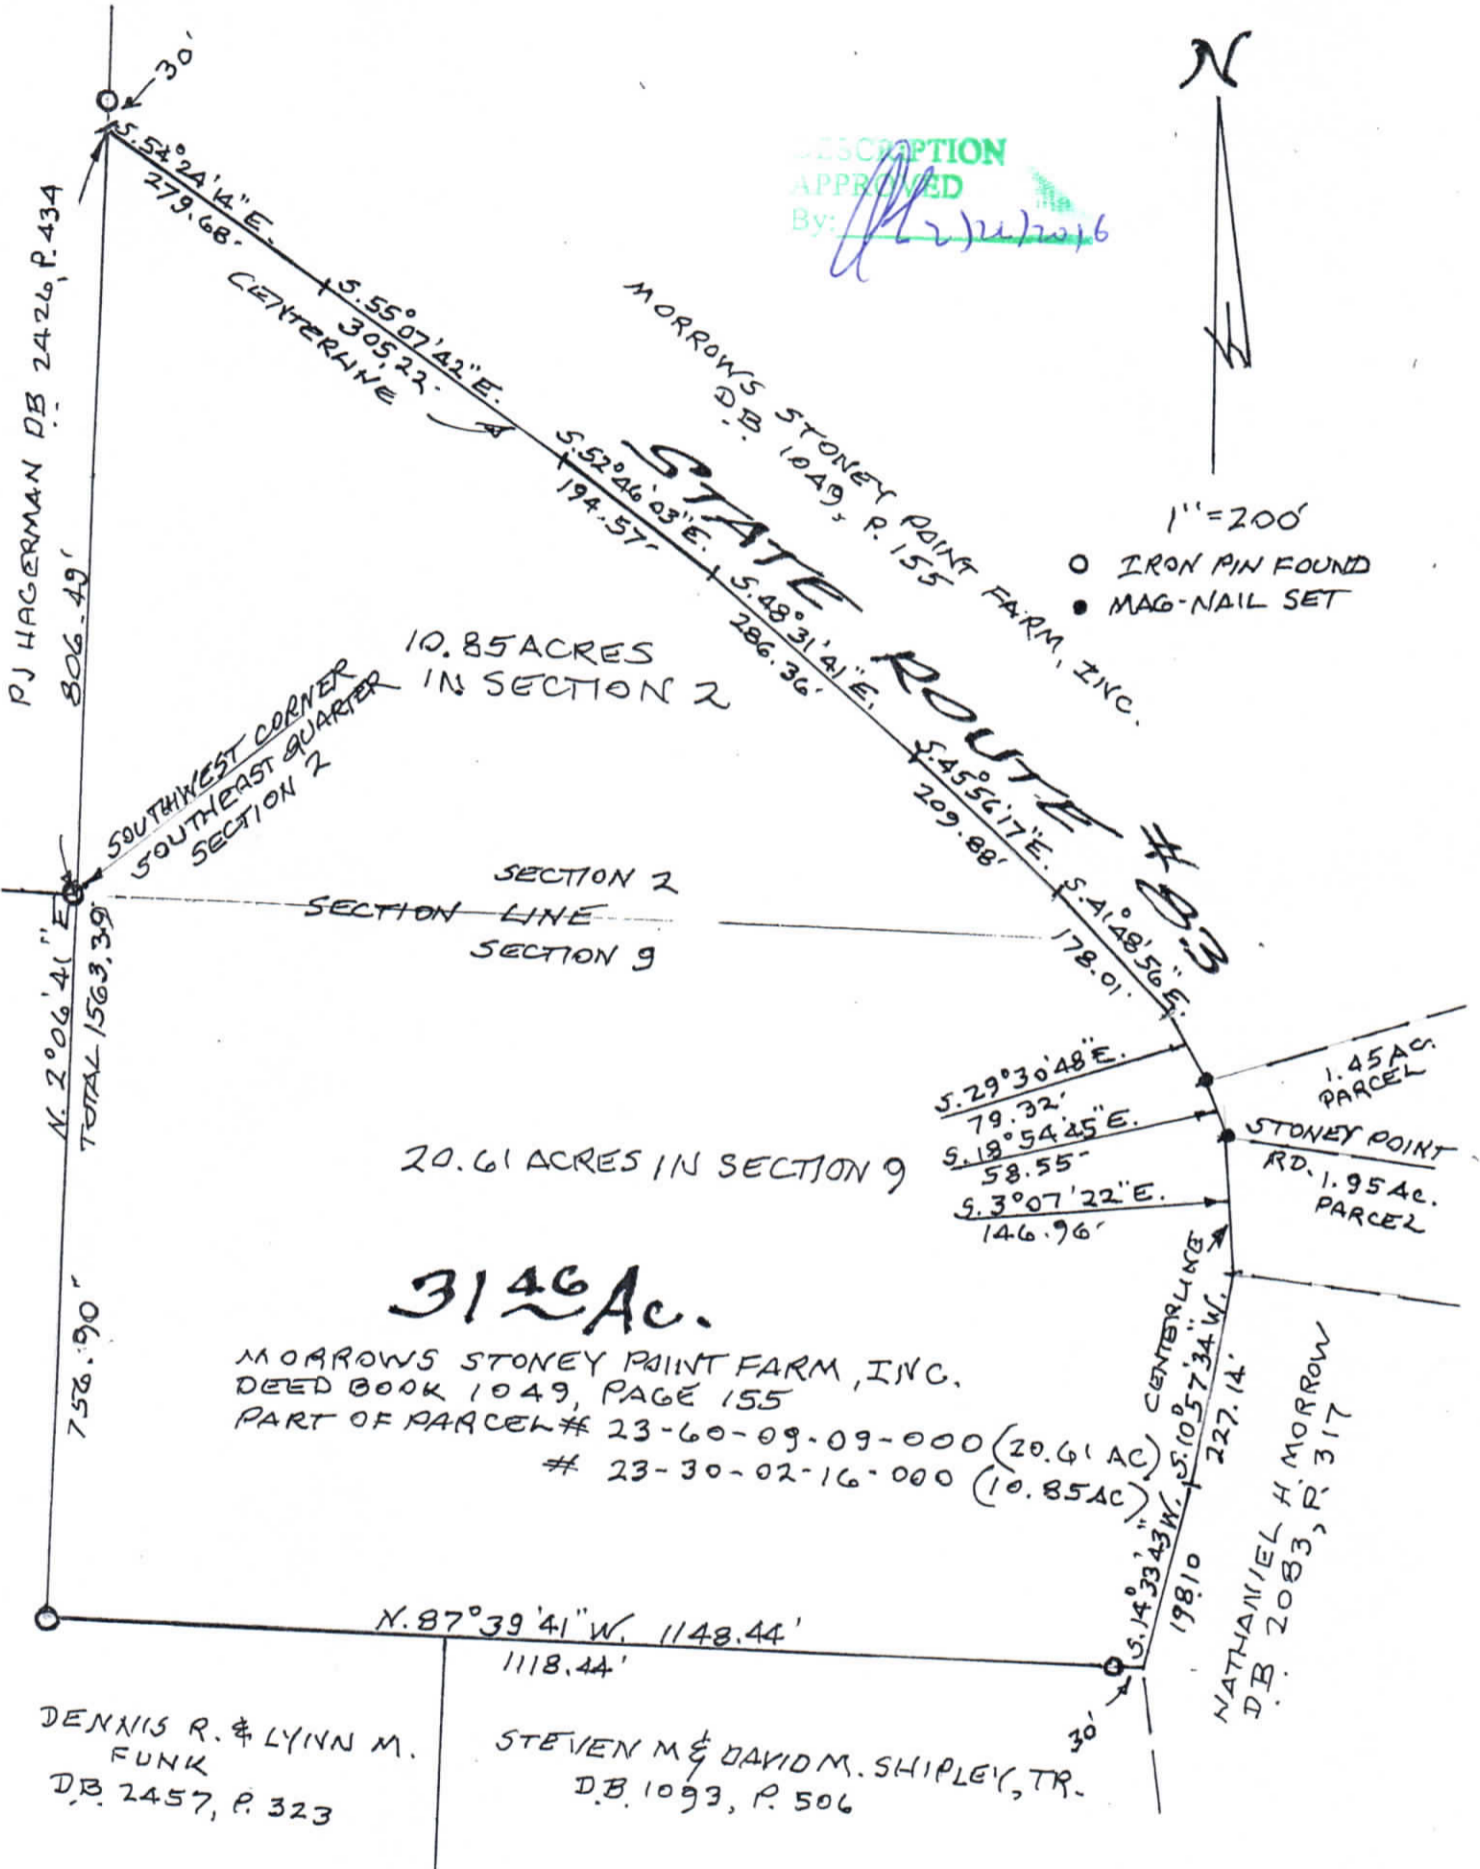 N
30'
DESCRIPTION
APPROVED
By:
S. 54° 24' 14" E.
279.68'
PJ HAGERMAN DB 2426, P. 434
806.49'
CENTERLINE
S. 55° 07' 42" E.
305.22'
MORROWS STONEY POINT FARM, INC.
D.B. 1049, P. 155
S. 52° 46' 03" E.
194.57'
STATE ROUTE # 83
1" = 200'
IRON PIN FOUND
MAG-NAIL SET
S. 48° 31' 41" E.
286.36'
10.85 ACRES
IN SECTION 2
SOUTHWEST CORNER
SOUTHEAST QUARTER
SECTION 2
S. 45° 56' 17" E.
209.88'
SECTION 2
SECTION LINE
SECTION 9
S. 41° 48' 56" E.
178.01'
N. 2° 06' 41" E
TOTAL 1563.39
S. 29° 30' 48" E.
79.32'
S. 18° 54' 45" E.
58.55'
S. 3° 07' 22" E.
146.96'
1.45 AC.
PARCEL
STONEY POINT
RD.
1.95 AC.
PARCEL
20.61 ACRES IN SECTION 9
31 46 Ac.
756.90"
MORROWS STONEY POINT FARM, INC.
DEED BOOK 1049, PAGE 155
PART OF PARCEL # 23-60-09-09-000 (20.61 AC)
# 23-30-02-16-000 (10.85 AC)
CENTERLINE
S. 10° 57' 34" W.
227.14'
S. 14° 33' 43" W.
198.10
NATHANIEL H MORROW
D.B. 2083, P. 317
N. 87° 39' 41" W. 1148.44'
1118.44'
30'
DENNIS R. & LYNN M.
FUNK
D.B. 2457, P. 323
STEVEN M & DAVID M. SHIPLEY, TR.
D.B. 1093, P. 506